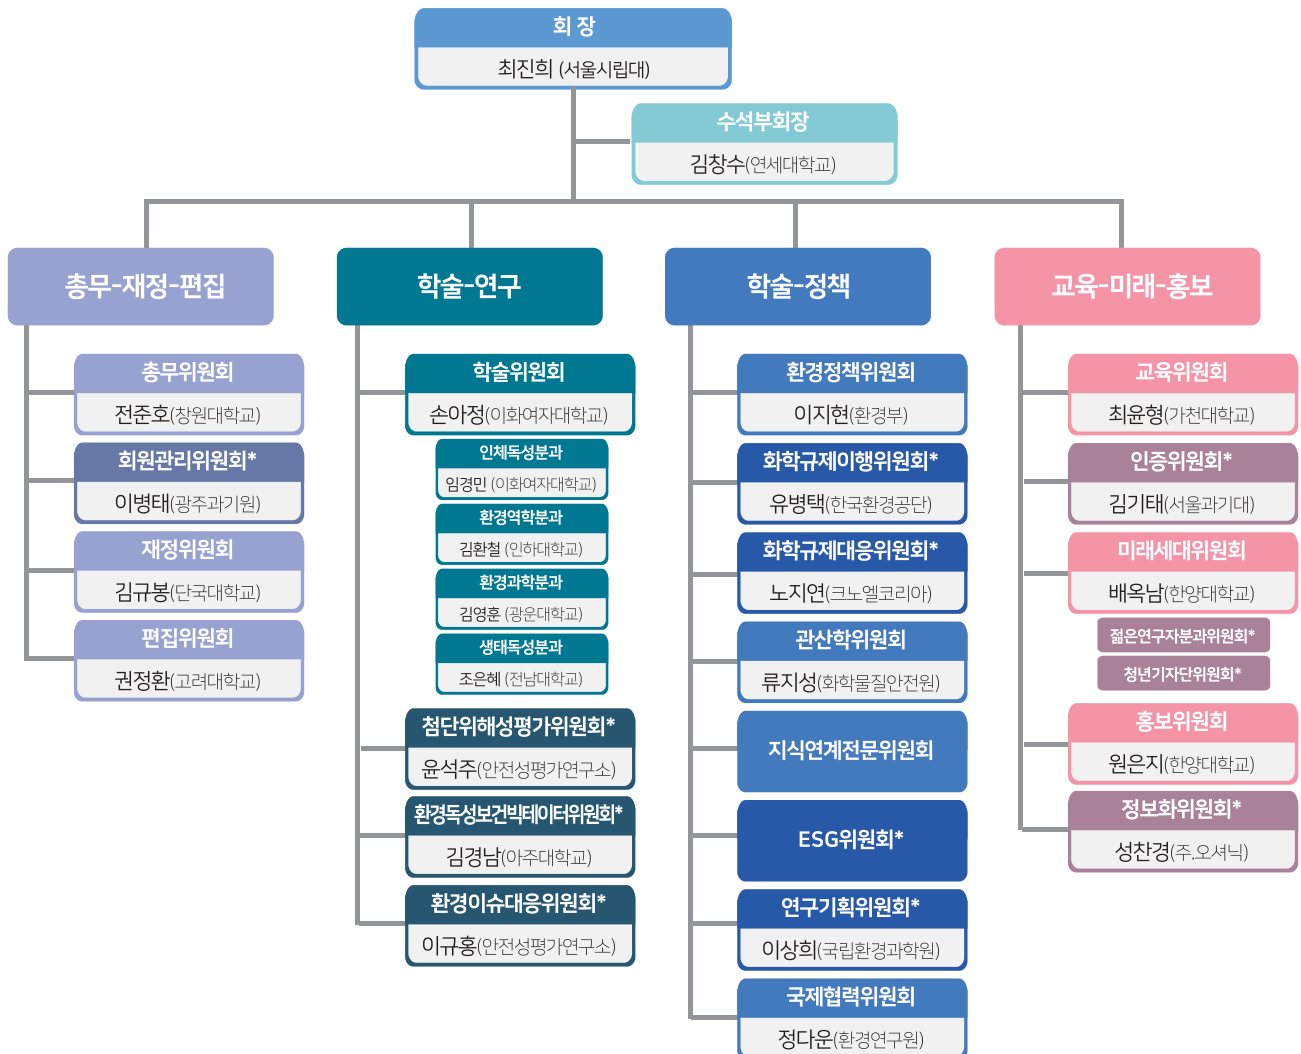 회 장
최진희 (서울시립대)
수석부회장
김창수(연세대학교)
총무-재정-편집
총무위원회
전준호(창원대학교)
회원관리위원회*
이병태(광주과기원)
재정위원회
김규봉(단국대학교)
편집위원회
권정환(고려대학교)
학술-연구
학술위원회
손아정(이화여자대학교)
인체독성분과
임경민 (이화여자대학교)
환경역학분과
김환철 (인하대학교)
환경과학분과
김영훈 (광운대학교)
생태독성분과
조은혜 (전남대학교)
첨단위해성평가위원회*
윤석주(안전성평가연구소)
환경독성보건빅테이터위원회*
김경남(아주대학교)
환경이슈대응위원회*
이규홍(안전성평가연구소)
학술-정책
환경정책위원회
이지현(환경부)
화학규제이행위원회*
유병택(한국환경공단)
화학규제대응위원회*
노지연(크노엘코리아)
관산학위원회
류지성(화학물질안전원)
지식연계전문위원회
ESG위원회*
연구기획위원회*
이상희(국립환경과학원)
국제협력위원회
정다운(환경연구원)
교육-미래-홍보
교육위원회
최윤형(가천대학교)
인증위원회*
김기태(서울과기대)
미래세대위원회
배옥남(한양대학교)
젊은연구자분과위원회*
청년기자단위원회*
홍보위원회
원은지(한양대학교)
정보화위원회*
성찬경(주.오셔닉)